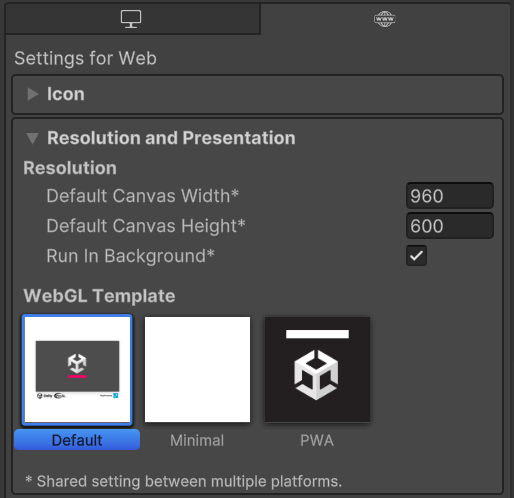 WWW
Settings for Web
Icon
Resolution and Presentation
Resolution
Default Canvas Width* 960
Default Canvas Height* 600
Run In Background*
WebGL Template
Default Minimal PWA
* Shared setting between multiple platforms.